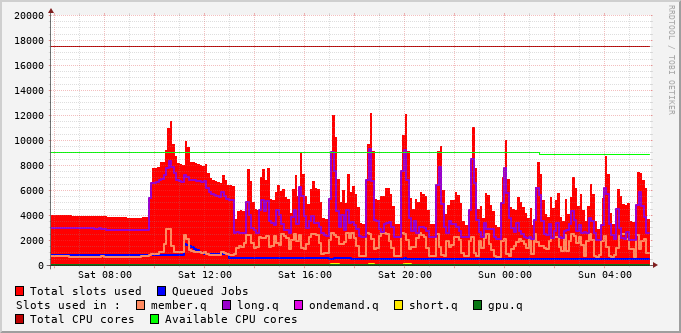 RRDTOOL / TOBI OETIKER
20000
18000
16000
14000
12000
10000
8000
6000
4000
2000
0
Sat 08:00 Sat 12:00 Sat 16:00 Sat 20:00 Sun 00:00 Sun 04:00
Total slots used Queued Jobs
Slots used in : member.q long.q ondemand.q short.q gpu.q
Total CPU cores Available CPU cores